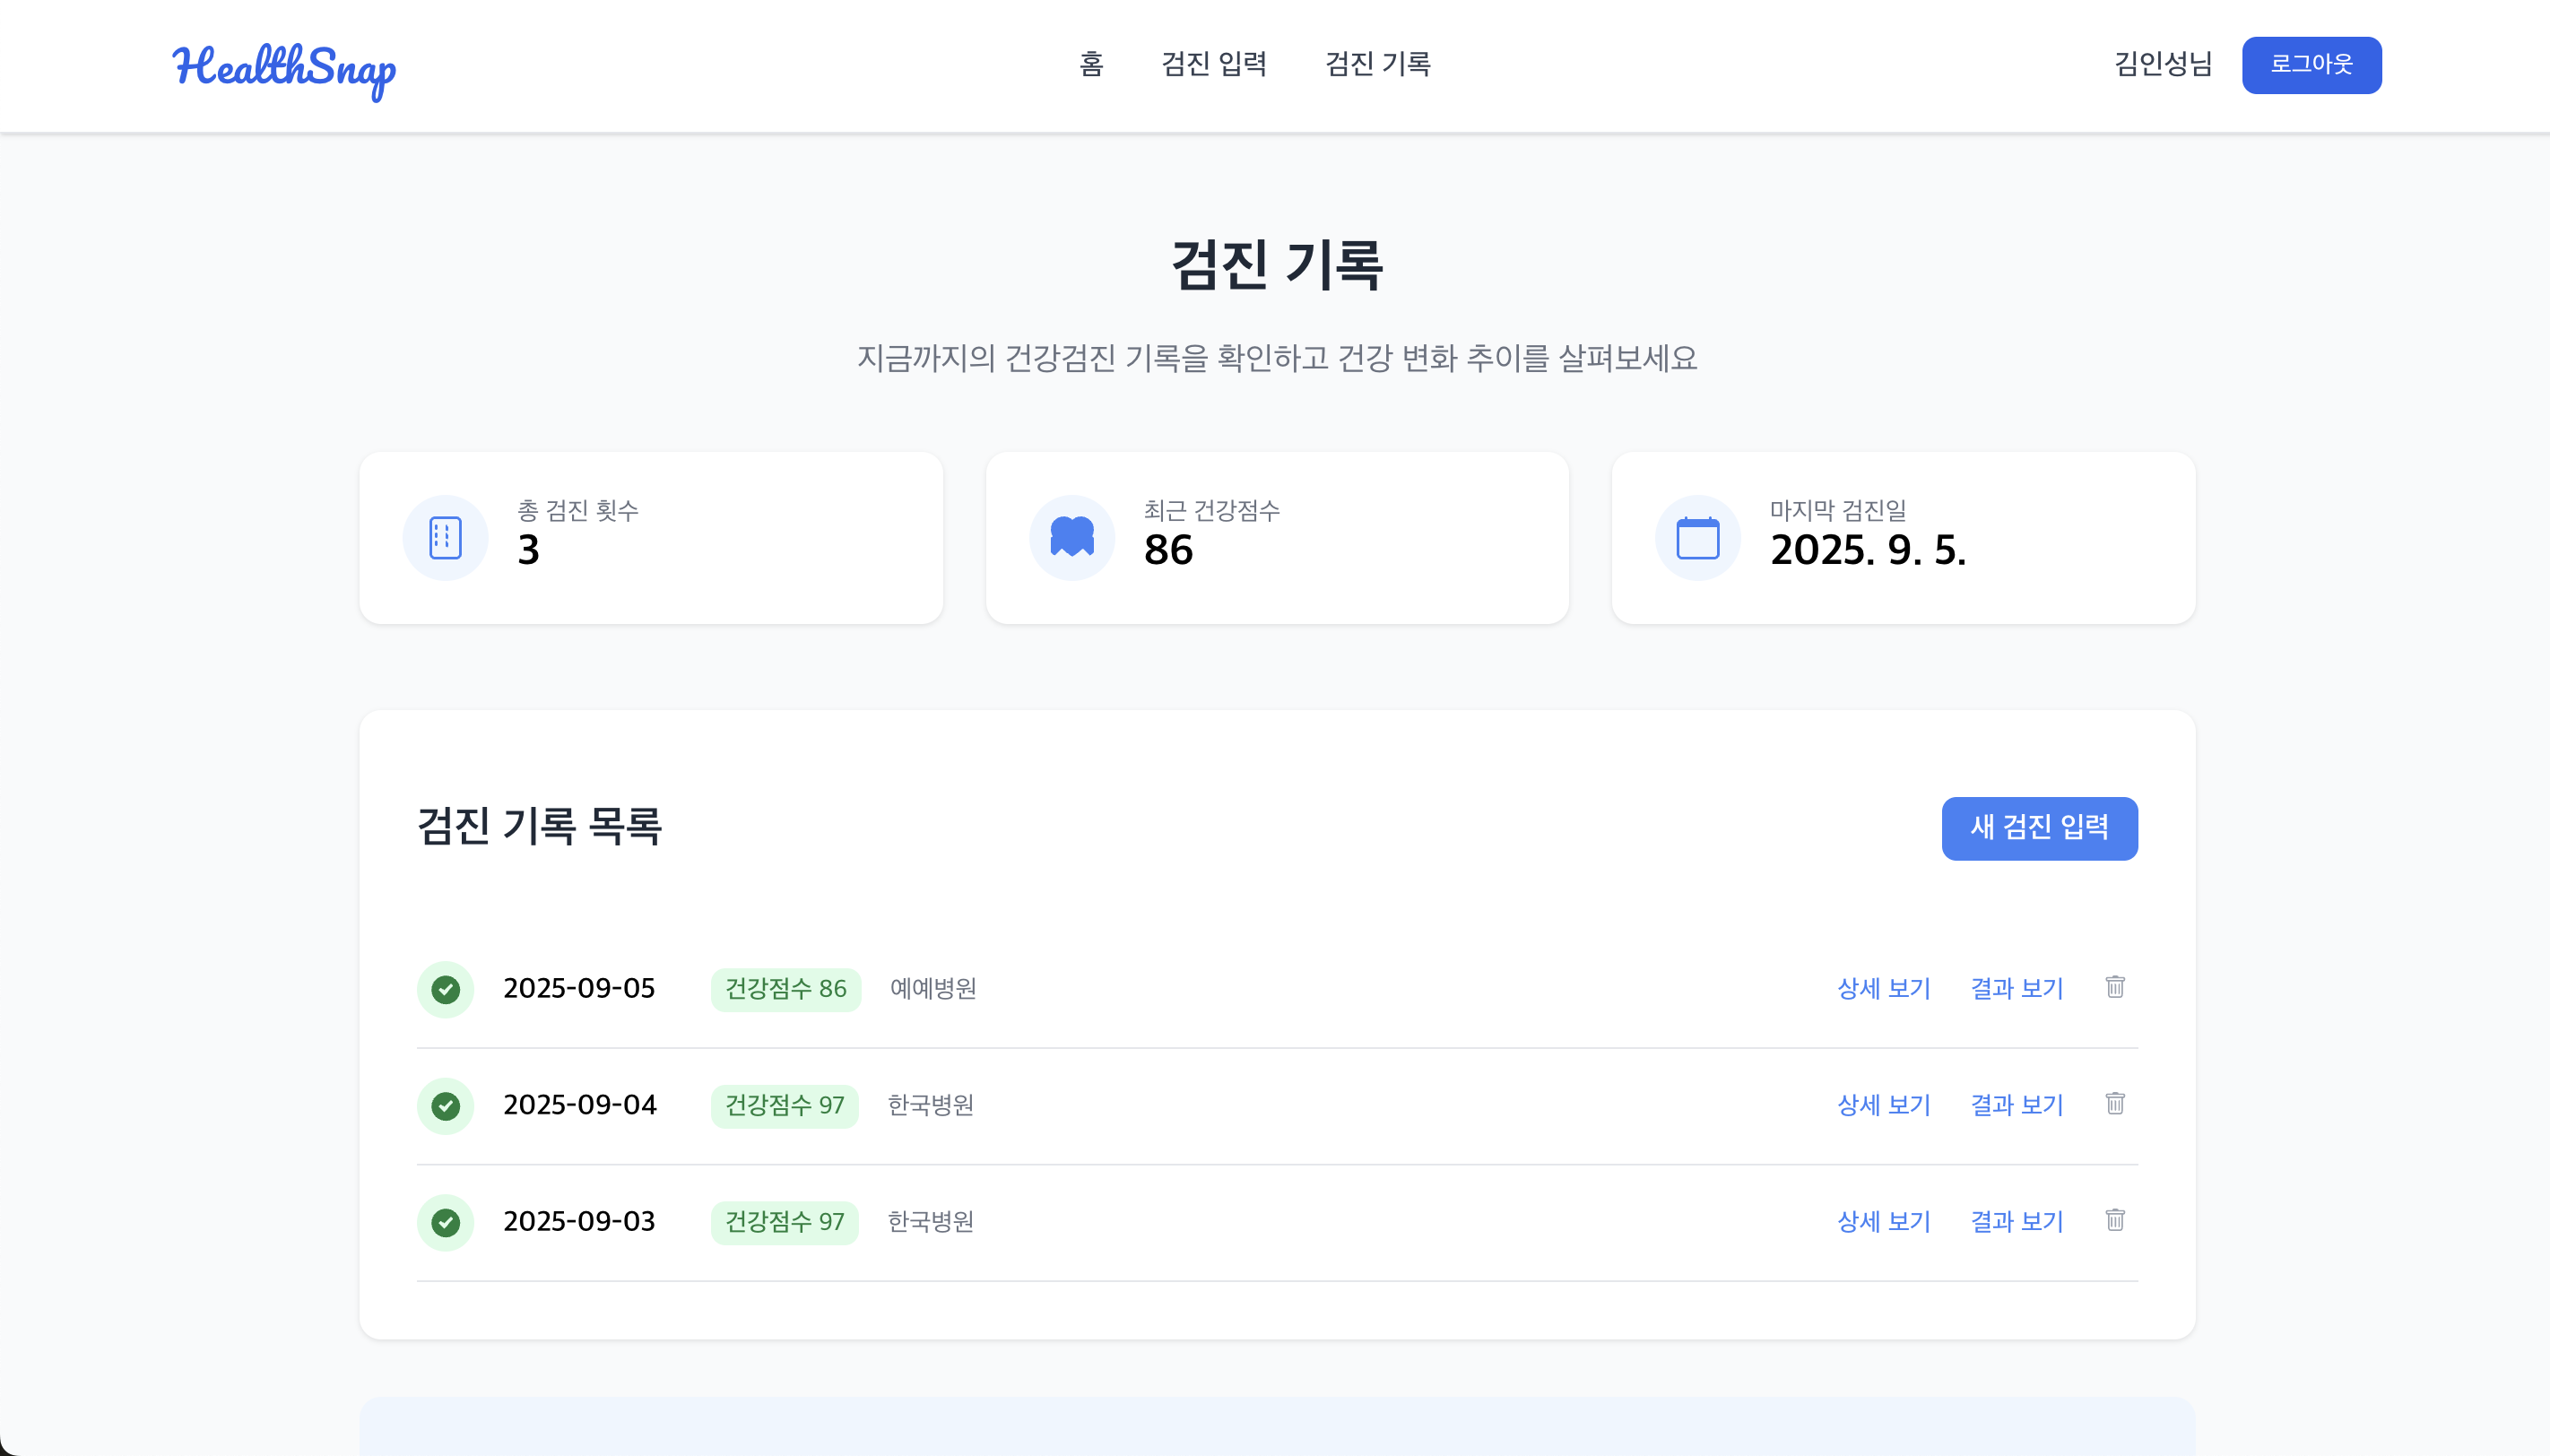 HealthSnap
홈 검진 입력 검진 기록
김인성님 로그아웃
검진 기록
지금까지의 건강검진 기록을 확인하고 건강 변화 추이를 살펴보세요
총 검진 횟수
3
최근 건강점수
86
마지막 검진일
2025. 9. 5.
검진 기록 목록
새 검진 입력
2025-09-05 건강점수 86 예예병원 상세 보기 결과 보기
2025-09-04 건강점수 97 한국병원 상세 보기 결과 보기
2025-09-03 건강점수 97 한국병원 상세 보기 결과 보기